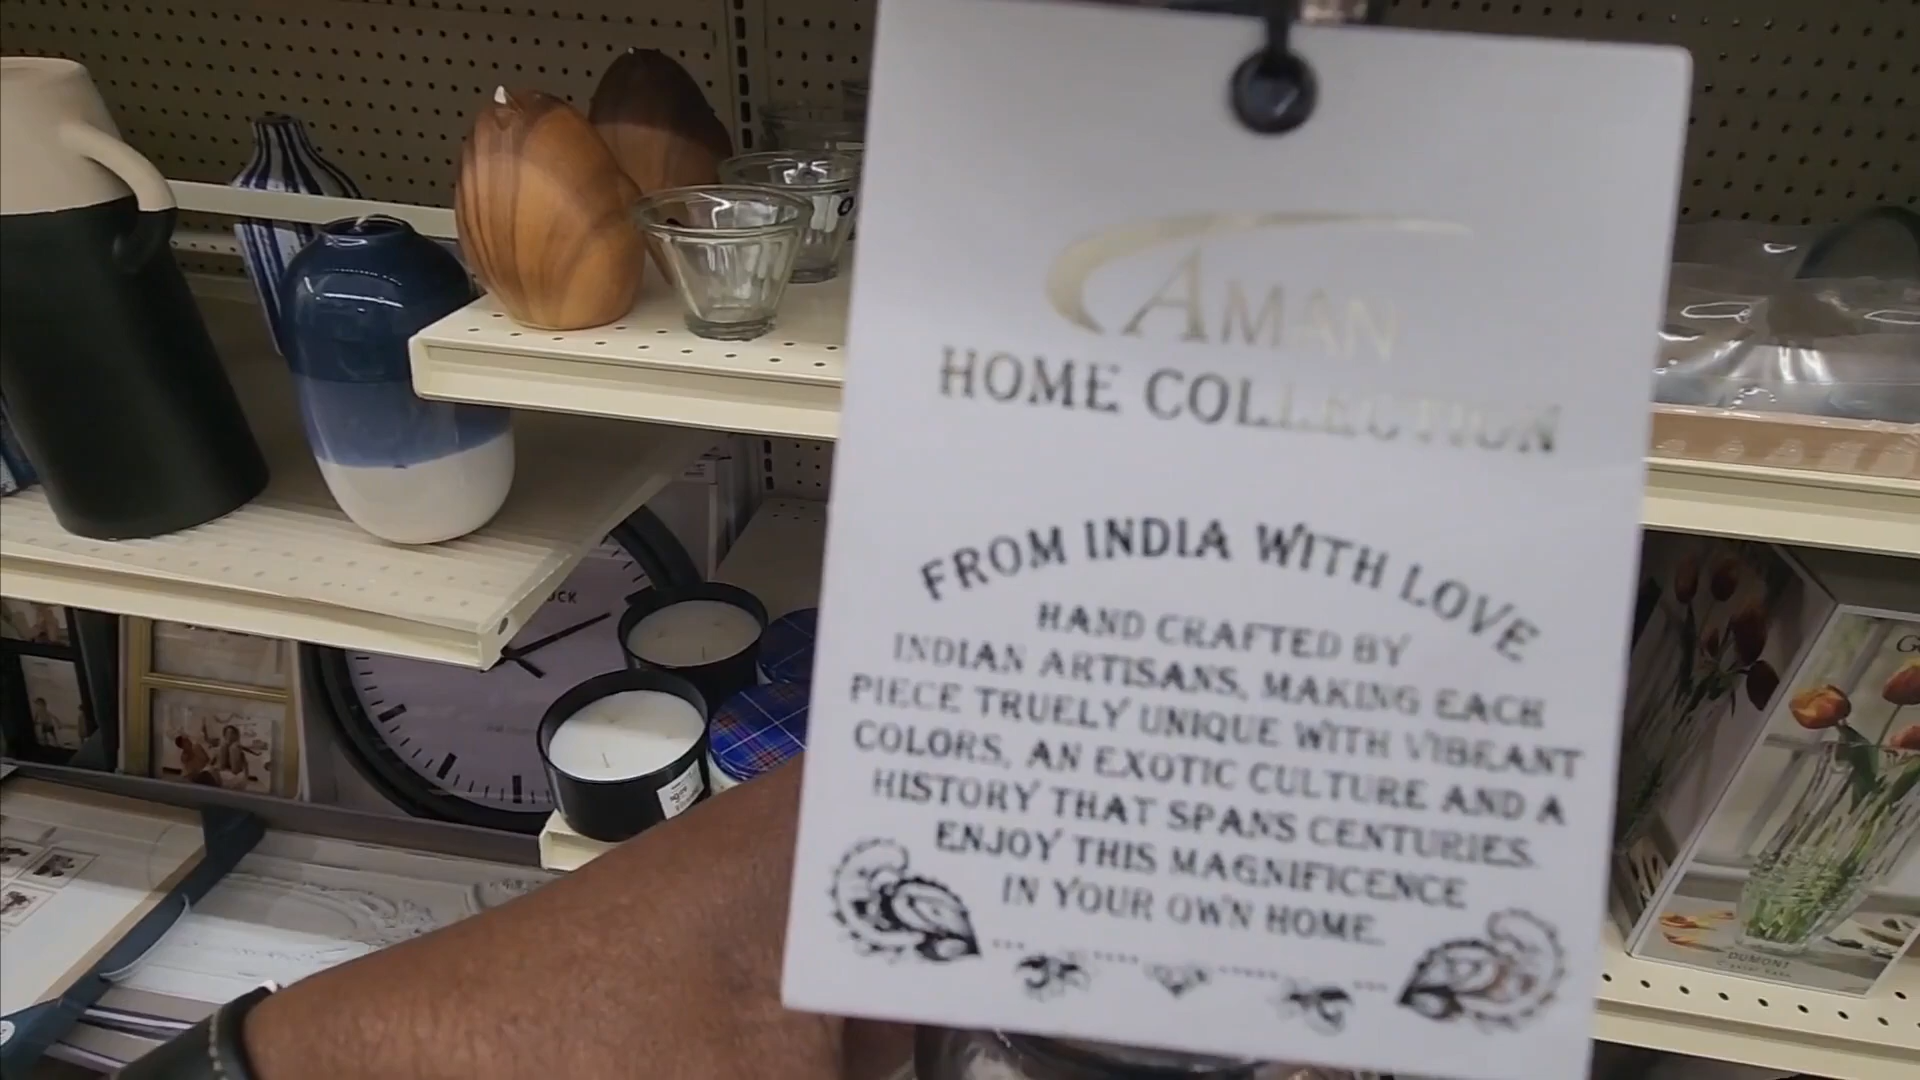 AMAN
HOME COLLECTION
FROM INDIA WITH LOVE
HAND CRAFTED BY
INDIAN ARTISANS, MAKING EACH
PIECE TRUELY UNIQUE WITH VIBRANT
COLORS, AN EXOTIC CULTURE AND A
HISTORY THAT SPANS CENTURIES.
ENJOY THIS MAGNIFICENCE
IN YOUR OWN HOME.
DUMONT